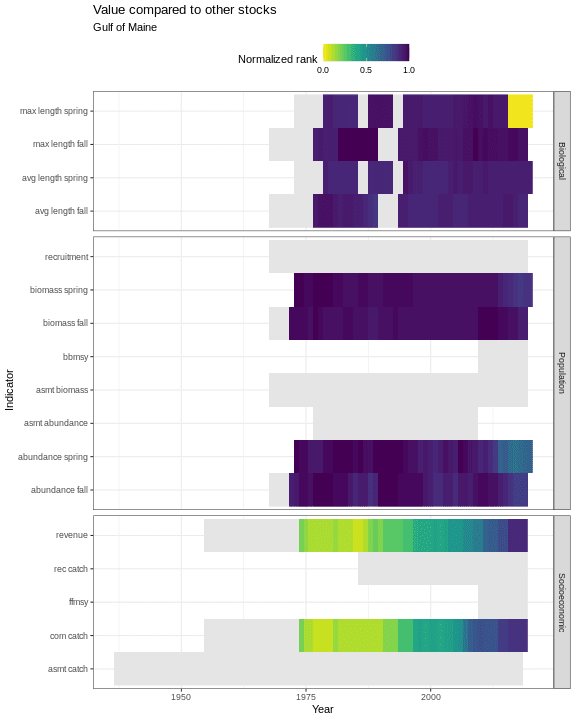 Value compared to other stocks
Gulf of Maine
Normalized rank
0.0 0.5 1.0
max length spring
max length fall
avg length spring
avg length fall
Biological
recruitment
biomass spring
biomass fall
bbmsy
asmt biomass
asmt abundance
abundance spring
abundance fall
Population
revenue
rec catch
ffmsy
com catch
asmt catch
Socioeconomic
Indicator
1950 1975 2000
Year